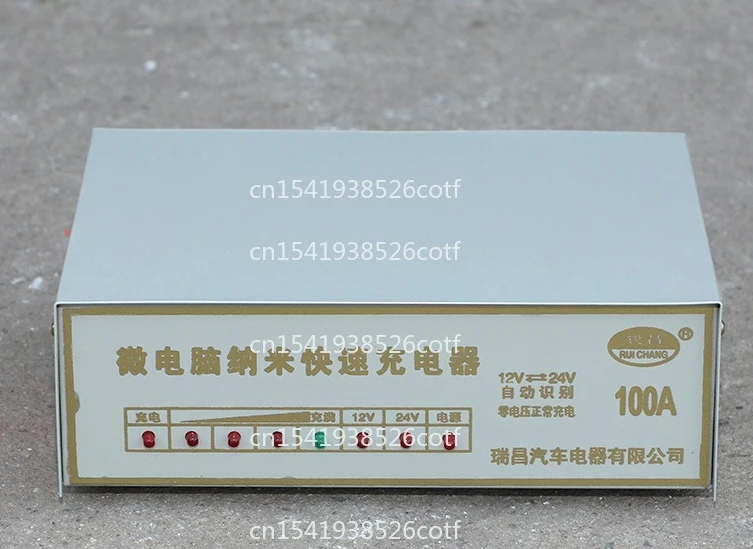 cn1541938526cotf
cn1541938526cotf
微电脑纳米快速充电器
cn1541938526cotf
RUI CHANG
®
12V⇌24V
自动识别
零电压正常充电
100A
充电 充满 12V 24V 电源
cn1541938526cotf
瑞昌汽车电器有限公司
cn1541938526cotf